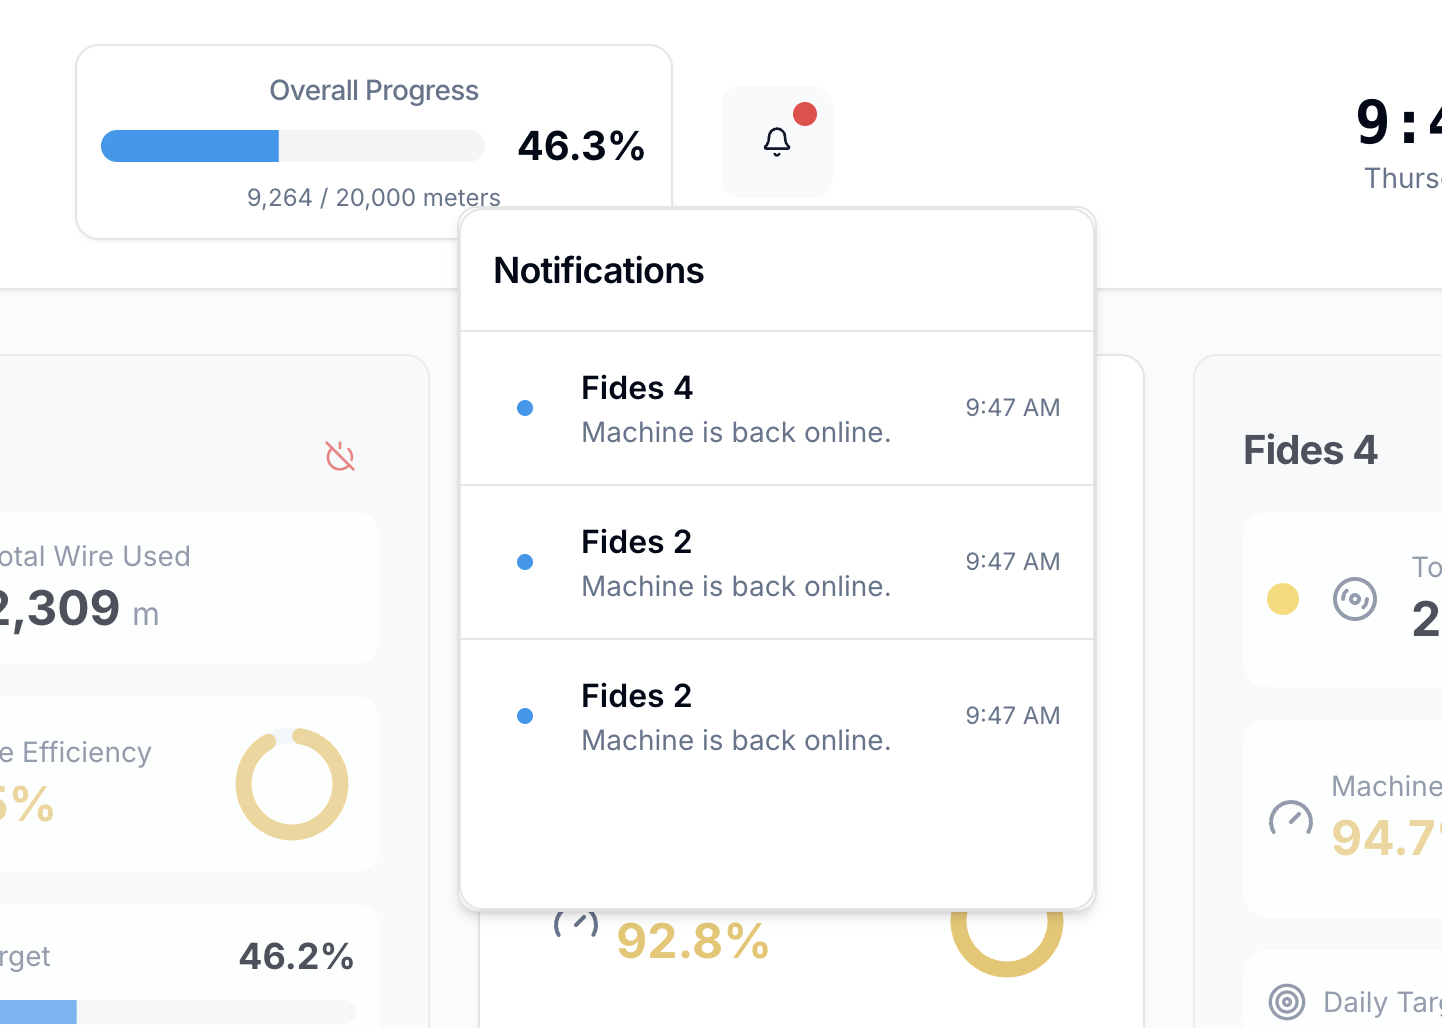 Overall Progress
46.3%
9,264 / 20,000 meters
9:4
Thurs
Notifications
Fides 4
Machine is back online.
9:47 AM
Fides 2
Machine is back online.
9:47 AM
Fides 2
Machine is back online.
9:47 AM
otal Wire Used
2,309 m
e Efficiency
5%
rget
46.2%
92.8%
Fides 4
To
2
Machine
94.7%
Daily Targ